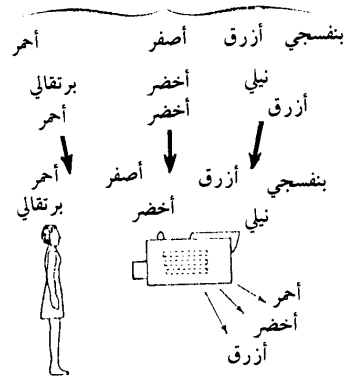 بنفسجي أزرق أصفر أحمر
نيلي أخضر برتقالي
أزرق أخضر أحمر
بنفسجي أزرق أصفر أحمر
نيلي أخضر برتقالي
أحمر
أخضر
أزرق